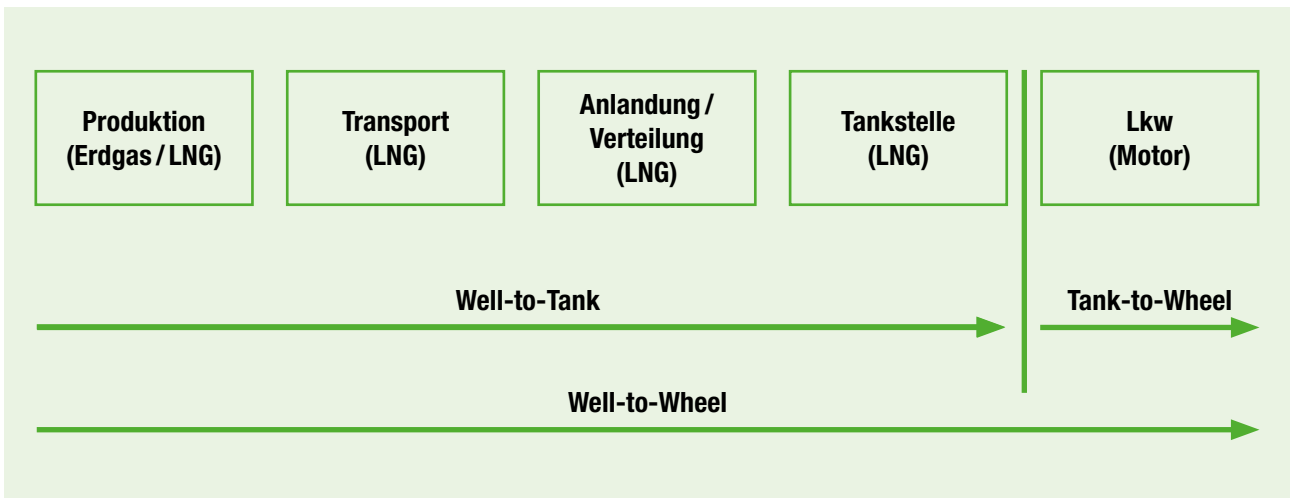 Produktion
(Erdgas / LNG)
Transport
(LNG)
Anlandung /
Verteilung
(LNG)
Tankstelle
(LNG)
Lkw
(Motor)
Well-to-Tank
Tank-to-Wheel
Well-to-Wheel